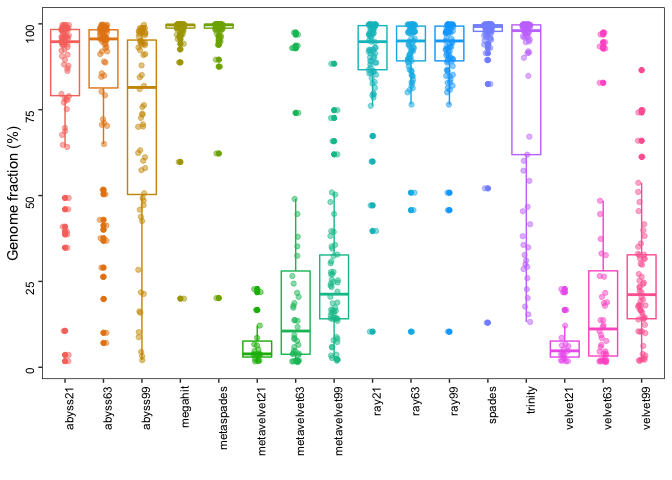 Genome fraction (%)
100
75
50
25
0
abyss21
abyss63
abyss99
megahit
metaspades
metavelvet21
metavelvet63
metavelvet99
ray21
ray63
ray99
spades
trinity
velvet21
velvet63
velvet99